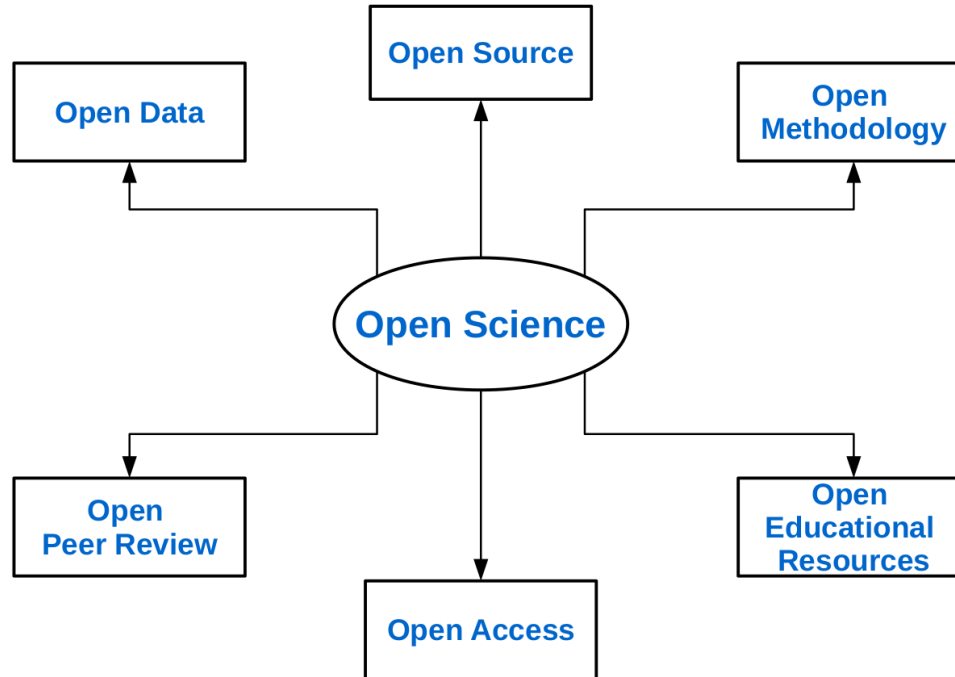 Open Source
Open Data
Open
Methodology
Open Science
Open
Peer Review
Open
Educational
Resources
Open Access